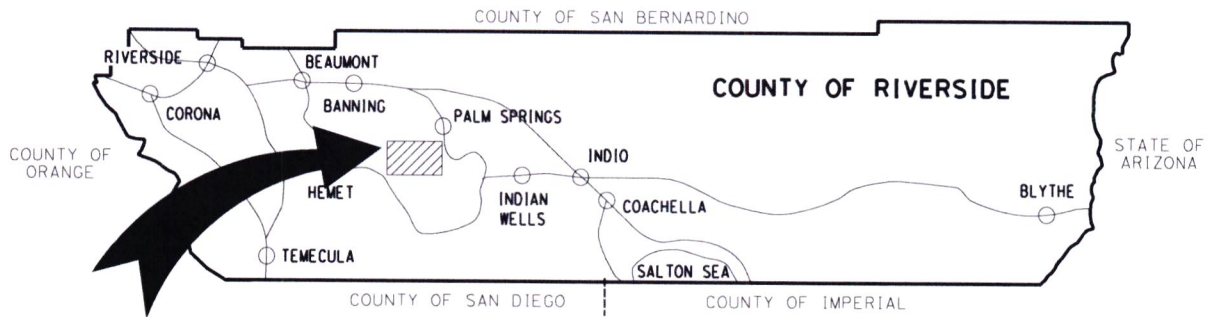 COUNTY OF SAN BERNARDINO
RIVERSIDE
BEAUMONT
COUNTY OF RIVERSIDE
BANNING
CORONA
PALM SPRINGS
COUNTY OF
ORANGE
STATE OF
ARIZONA
INDIO
HEMET
BLYTHE
INDIAN
WELLS
COACHELLA
TEMECULA
SALTON SEA
COUNTY OF SAN DIEGO
COUNTY OF IMPERIAL